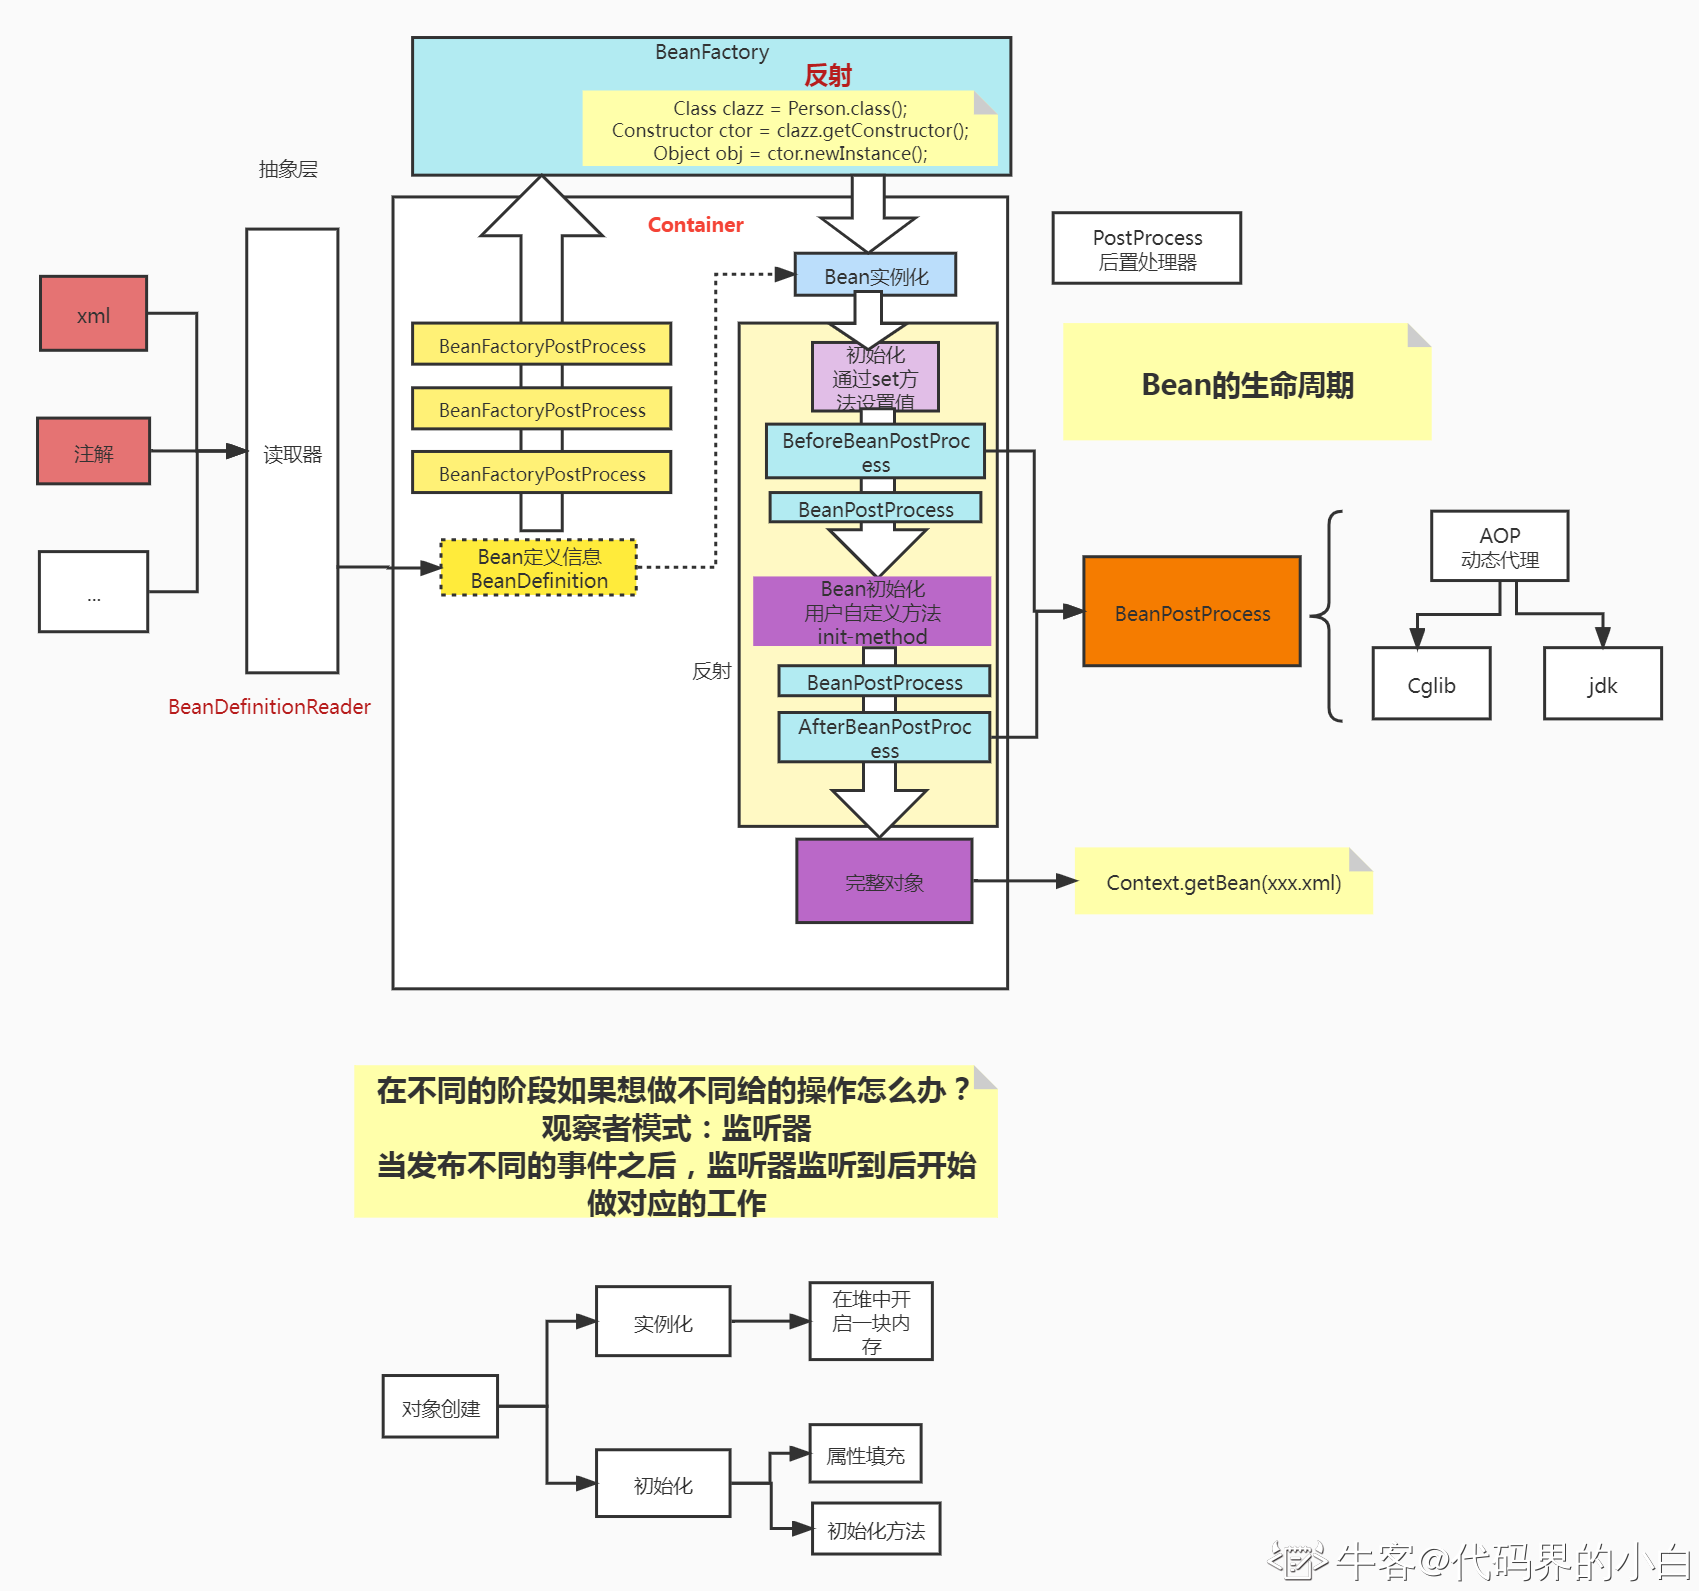 BeanFactory
反射
Class clazz = Person.class();
Constructor ctor = clazz.getConstructor();
Object obj = ctor.newInstance();
抽象层
Container
PostProcess
后置处理器
xml
注解
...
读取器
BeanDefinitionReader
BeanFactoryPostProcess
BeanFactoryPostProcess
BeanFactoryPostProcess
Bean定义信息
BeanDefinition
Bean实例化
初始化
通过set方
法设置值
BeforeBeanPostProc
ess
BeanPostProcess
Bean初始化
用户自定义方法
init-method
反射
BeanPostProcess
AfterBeanPostProc
ess
完整对象
Bean的生命周期
BeanPostProcess
AOP
动态代理
Cglib
jdk
Context.getBean(xxx.xml)
在不同的阶段如果想做不同给的操作怎么办？
观察者模式：监听器
当发布不同的事件之后，监听器监听到后开始
做对应的工作
对象创建
实例化
在堆中开
启一块内
存
初始化
属性填充
初始化方法
牛客@代码界的小白